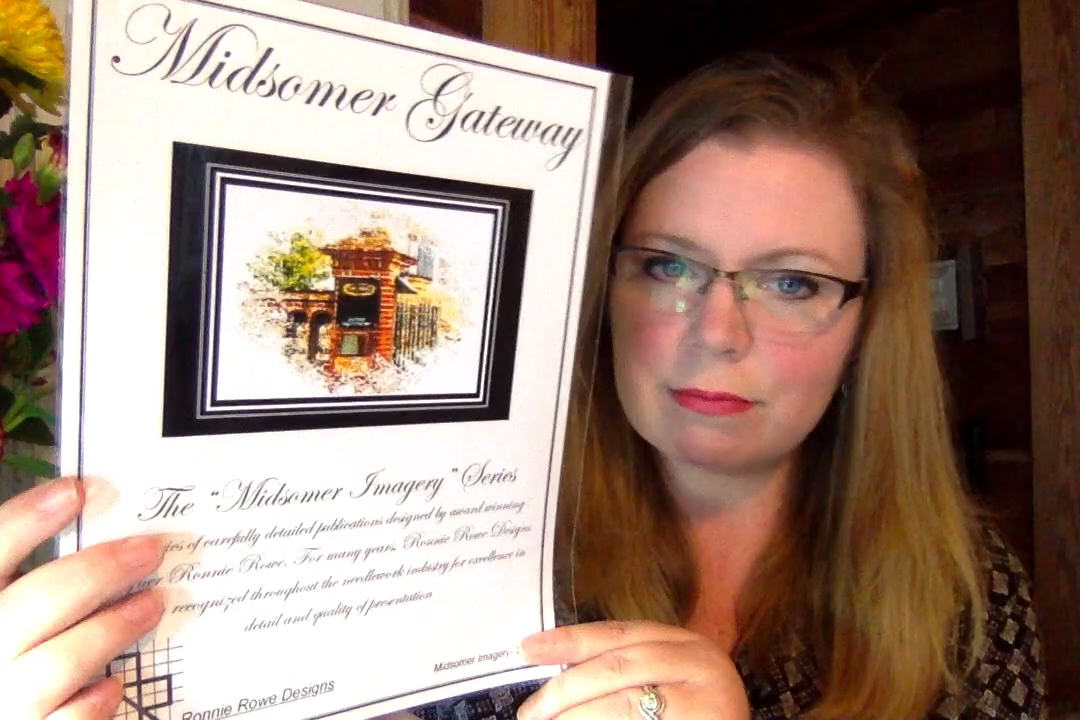 Midsomer Gateway
The "Midsomer Imagery" Series
of carefully detailed publications designed by award winning
Ronnie Rowe. For many years, Ronnie Rowe Designs
recognized throughout the needlework industry for excellence in
detail and quality of presentation
Midsomer Imagery
Ronnie Rowe Designs